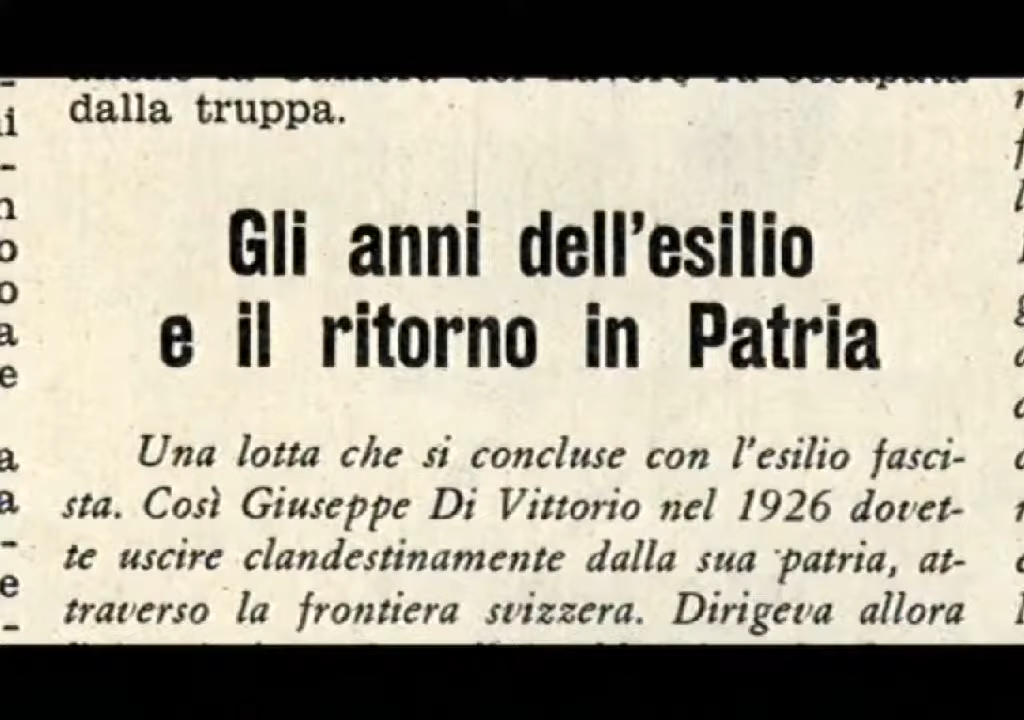 dalla truppa.
Gli anni dell'esilio
e il ritorno in Patria
Una lotta che si concluse con l'esilio fasci-
sta. Così Giuseppe Di Vittorio nel 1926 dovet-
te uscire clandestinamente dalla sua patria, at-
traverso la frontiera svizzera. Dirigeva allora